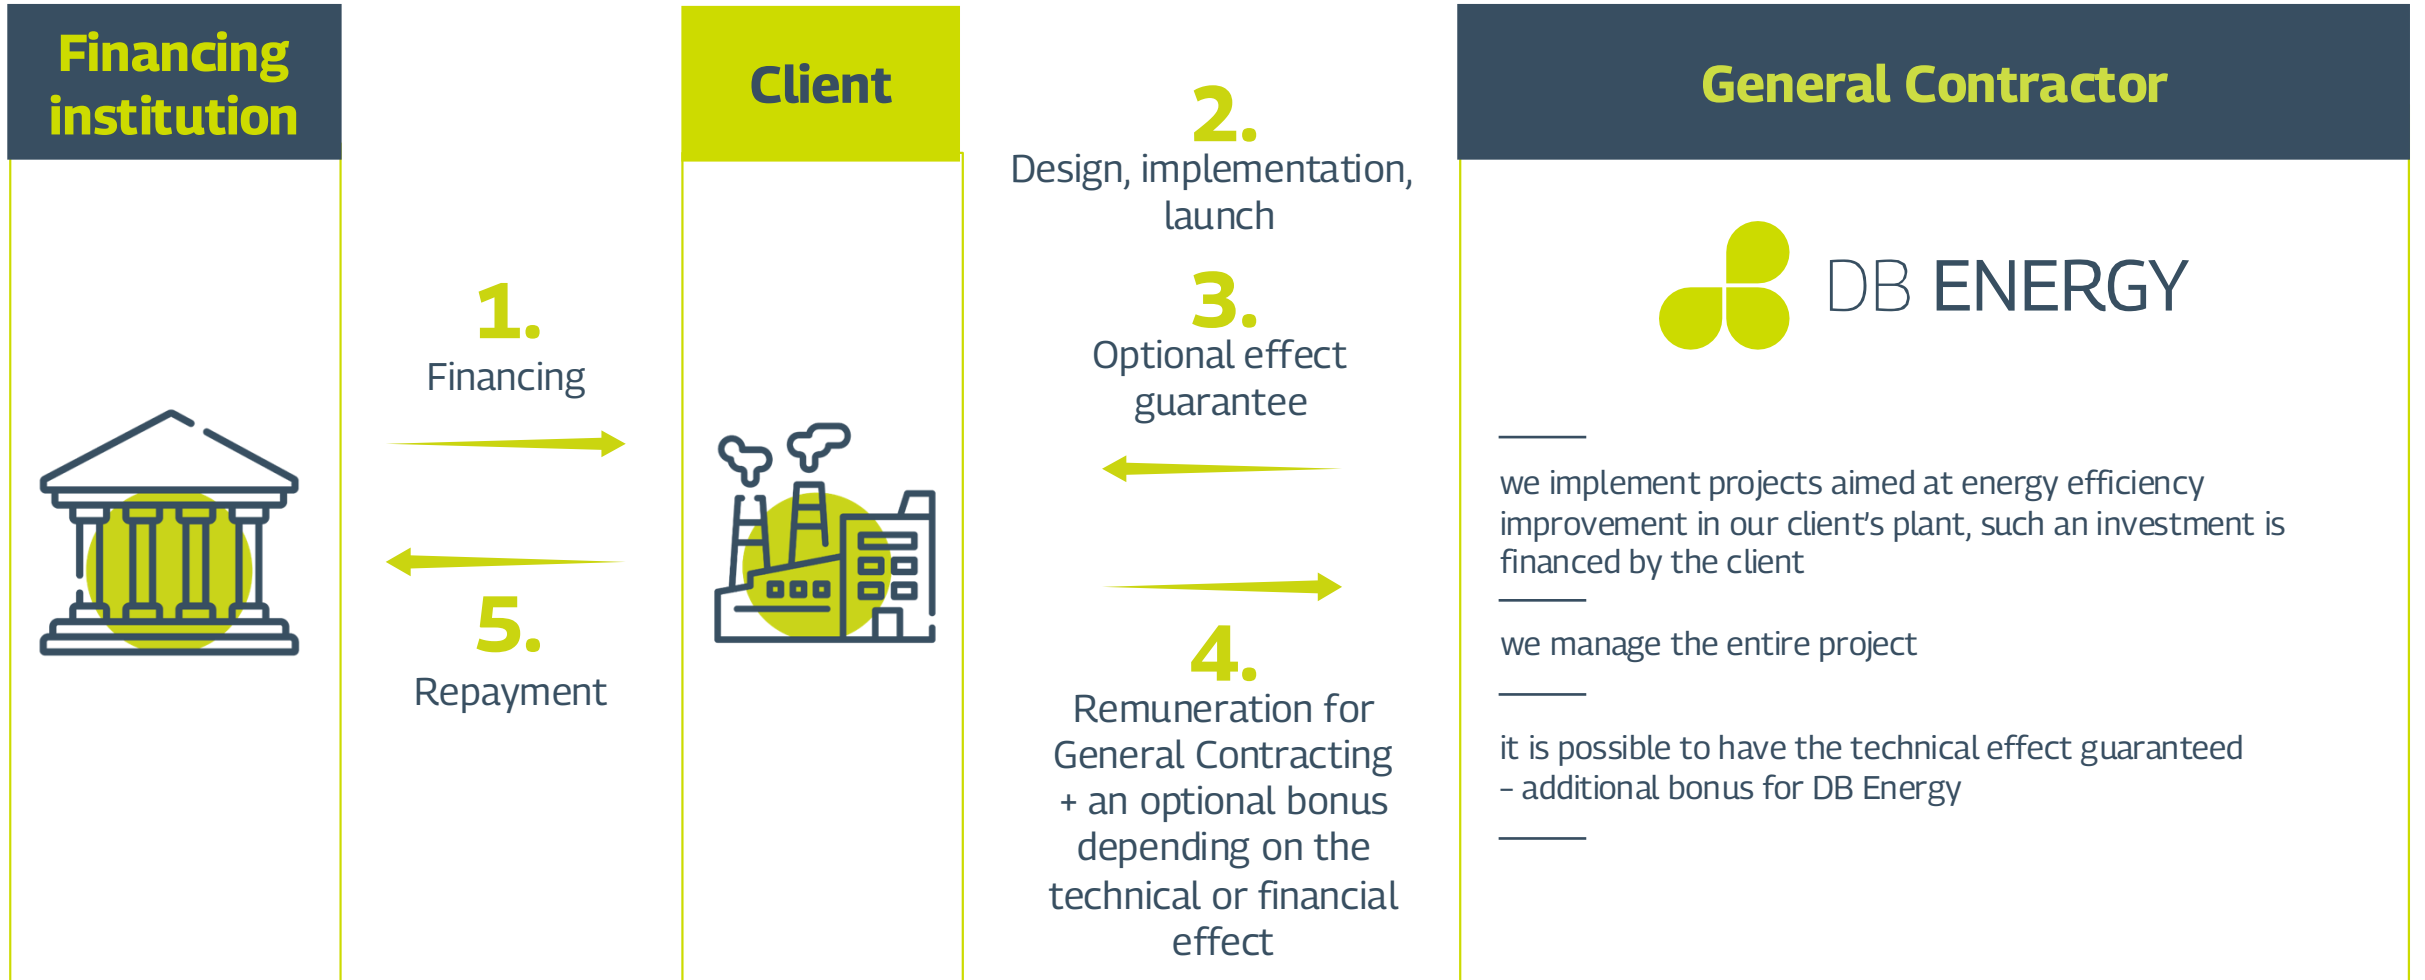 Financing
institution
1.
Financing
5.
Repayment
Client
2.
Design, implementation,
launch
3.
Optional effect
guarantee
4.
Remuneration for
General Contracting
+ an optional bonus
depending on the
technical or financial
effect
General Contractor
DB ENERGY
we implement projects aimed at energy efficiency
improvement in our client's plant, such an investment is
financed by the client
we manage the entire project
it is possible to have the technical effect guaranteed
– additional bonus for DB Energy